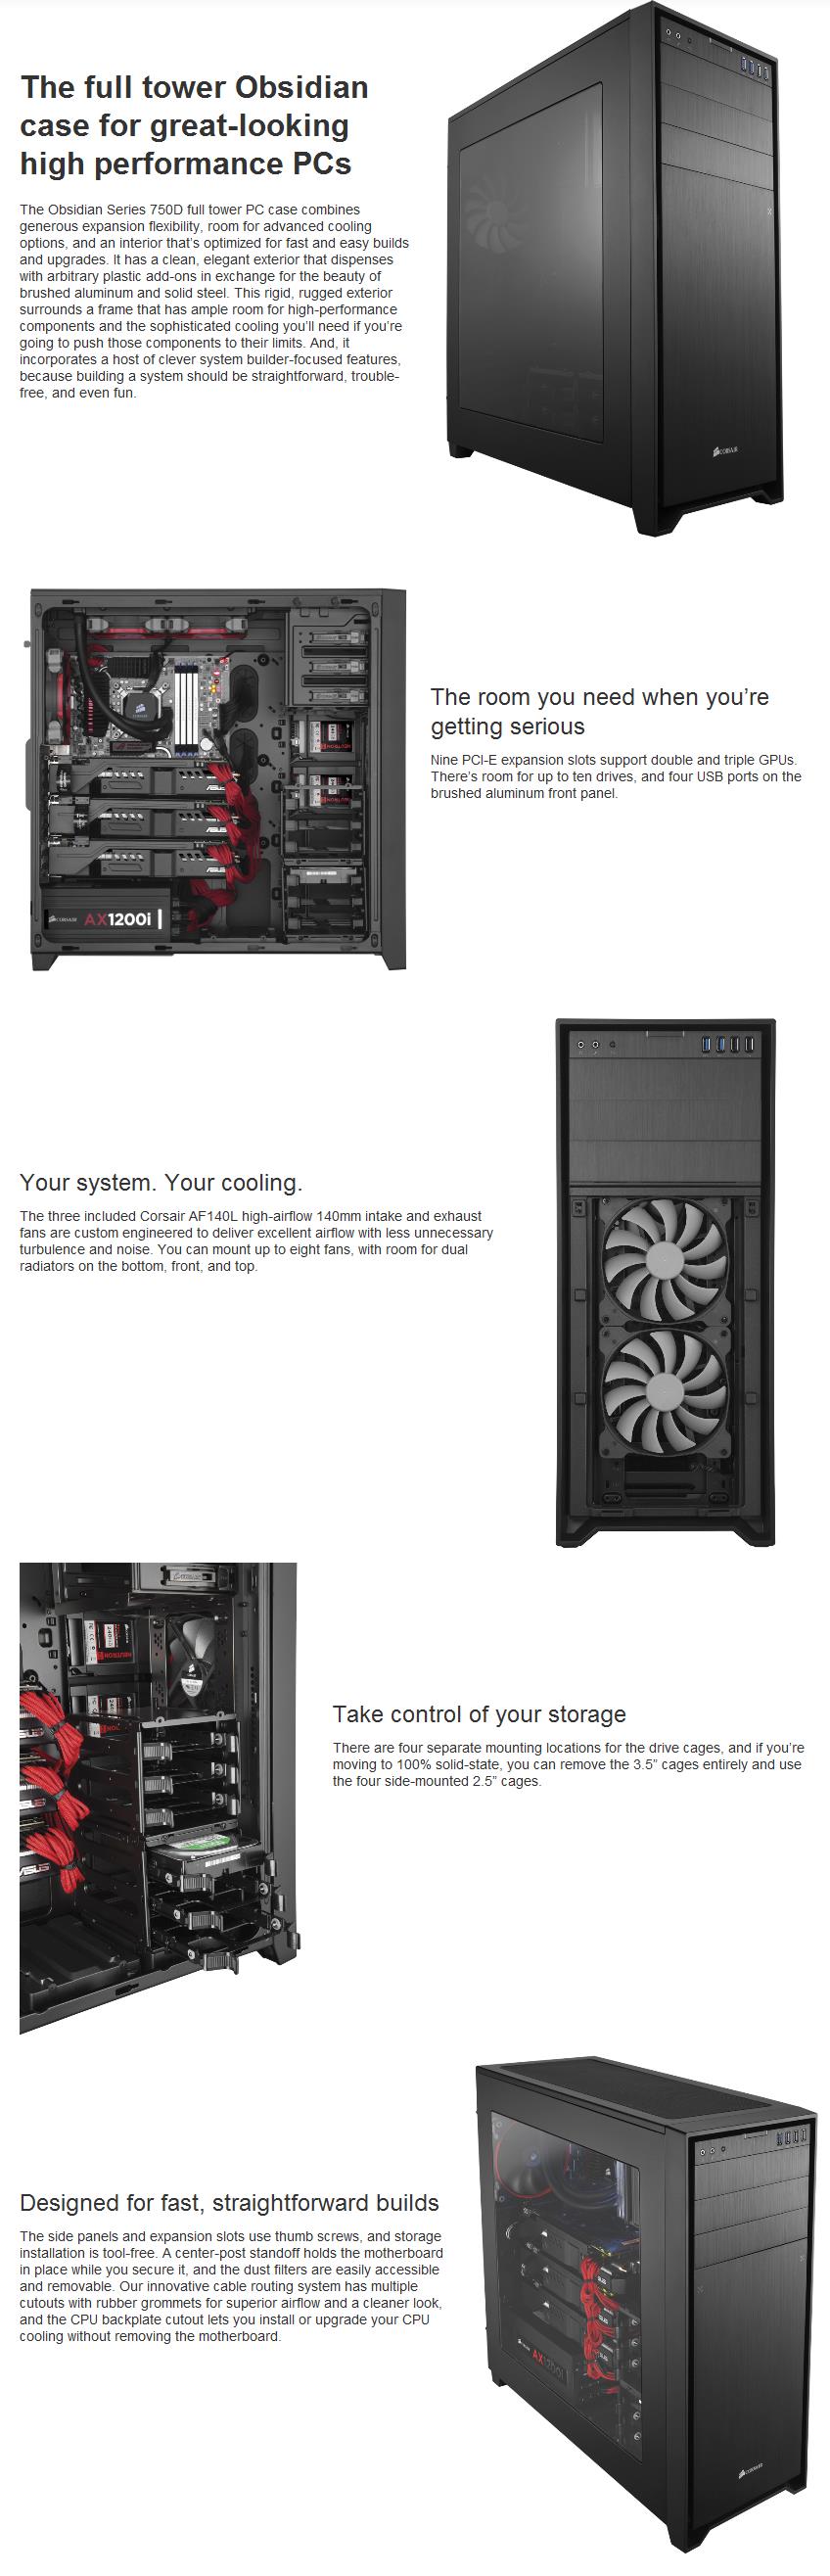 The full tower Obsidian
case for great-looking
high performance PCs
The Obsidian Series 750D full tower PC case combines
generous expansion flexibility, room for advanced cooling
options, and an interior that's optimized for fast and easy builds
and upgrades. It has a clean, elegant exterior that dispenses
with arbitrary plastic add-ons in exchange for the beauty of
brushed aluminum and solid steel. This rigid, rugged exterior
surrounds a frame that has ample room for high-performance
components and the sophisticated cooling you'll need if you're
going to push those components to their limits. And, it
incorporates a host of clever system builder-focused features,
because building a system should be straightforward, trouble-
free, and even fun.
CORSAIR
The room you need when you're
getting serious
Nine PCI-E expansion slots support double and triple GPUs.
There's room for up to ten drives, and four USB ports on the
brushed aluminum front panel.
ASUS
ASUS
ASUS
CORSAIR AX1200i
Your system. Your cooling.
The three included Corsair AF140L high-airflow 140mm intake and exhaust
fans are custom engineered to deliver excellent airflow with less unnecessary
turbulence and noise. You can mount up to eight fans, with room for dual
radiators on the bottom, front, and top.
NEUTRON
Take control of your storage
There are four separate mounting locations for the drive cages, and if you're
moving to 100% solid-state, you can remove the 3.5” cages entirely and use
the four side-mounted 2.5” cages.
Designed for fast, straightforward builds
The side panels and expansion slots use thumb screws, and storage
installation is tool-free. A center-post standoff holds the motherboard
in place while you secure it, and the dust filters are easily accessible
and removable. Our innovative cable routing system has multiple
cutouts with rubber grommets for superior airflow and a cleaner look,
and the CPU backplate cutout lets you install or upgrade your CPU
cooling without removing the motherboard.
AX1200i
CORSAIR